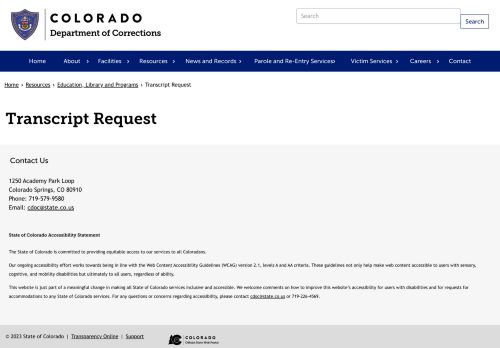 COLORADO
Department of Corrections
Search
Search
Home
About
Facilities
Resources
News and Records
Parole and Re-Entry Services
Victim Services
Careers
Contact
Home › Resources › Education, Library and Programs › Transcript Request
Transcript Request
Contact Us
1250 Academy Park Loop
Colorado Springs, CO 80910
Phone: 719-579-9580
Email: cdoc@state.co.us
State of Colorado Accessibility Statement
The State of Colorado is committed to providing equitable access to our services to all Coloradans.
Our ongoing accessibility effort works towards being in line with the Web Content Accessibility Guidelines (WCAG) version 2.1, levels A and AA criteria. These guidelines not only help make web content accessible to users with sensory,
cognitive, and mobility disabilities but ultimately to all users, regardless of ability.
This website is just part of a meaningful change in making all State of Colorado services inclusive and accessible. We welcome comments on how to improve this website's accessibility for users with disabilities and for requests for
accommodations to any State of Colorado services. For any questions or concerns regarding accessibility, please contact cdoc@state.co.us or 719-226-4569.
© 2023 State of Colorado | Transparency Online | Support
COLORADO
Official State Web Portal